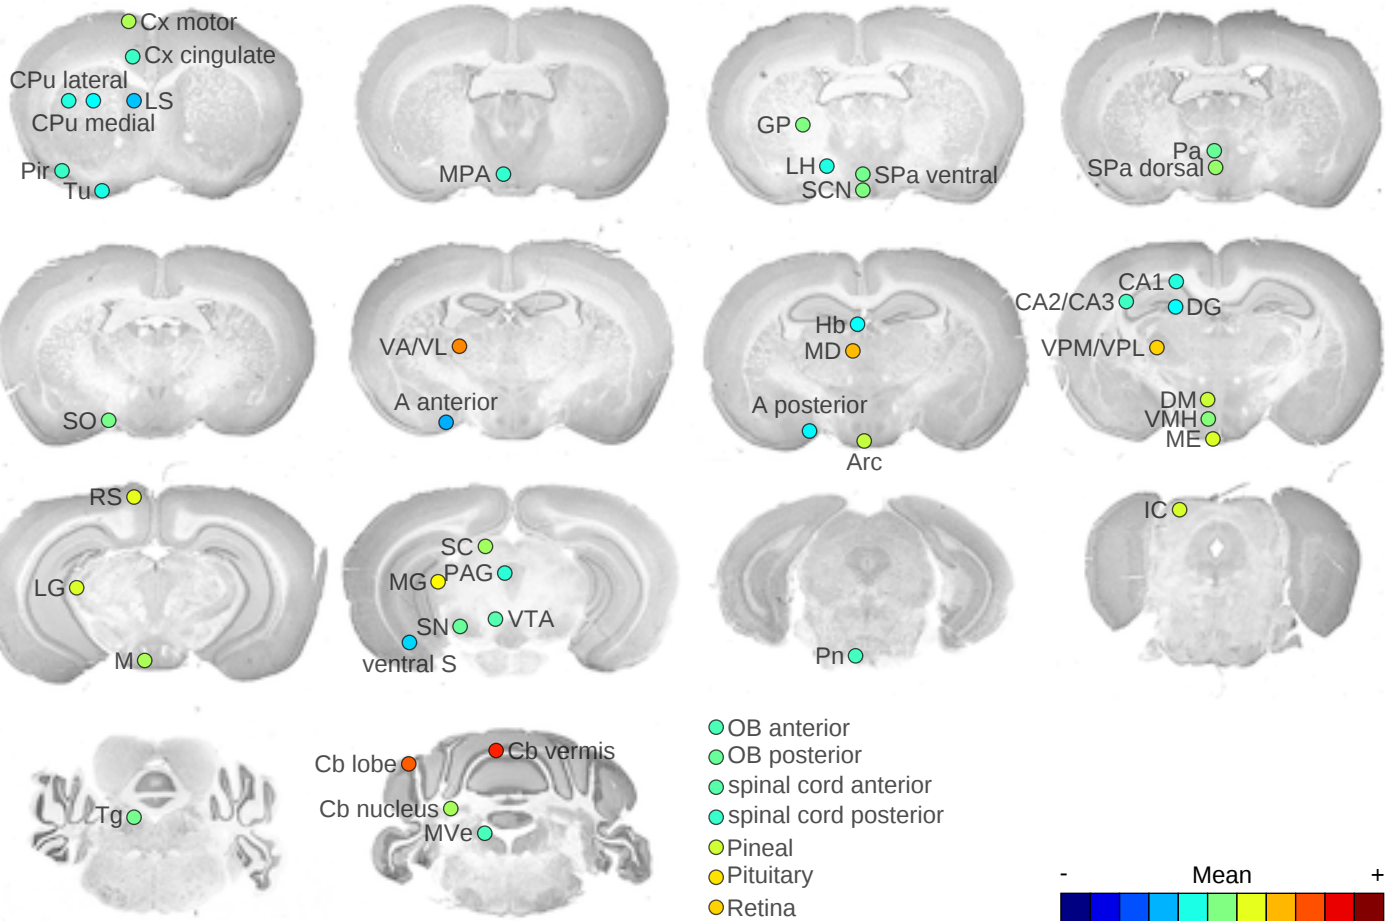 Cx motor
Cx cingulate
CPu lateral
LS
CPu medial
Pir
Tu
MPA
GP
LH
SPa ventral
SCN
Pa
SPa dorsal
SO
VA/VL
A anterior
Hb
MD
A posterior
Arc
CA1
CA2/CA3
DG
VPM/VPL
DM
VMH
ME
RS
LG
M
SC
MG
PAG
SN
VTA
ventral S
Pn
IC
Tg
Cb lobe
Cb vermis
Cb nucleus
MVe
OB anterior
OB posterior
spinal cord anterior
spinal cord posterior
Pineal
Pituitary
Retina
- Mean +